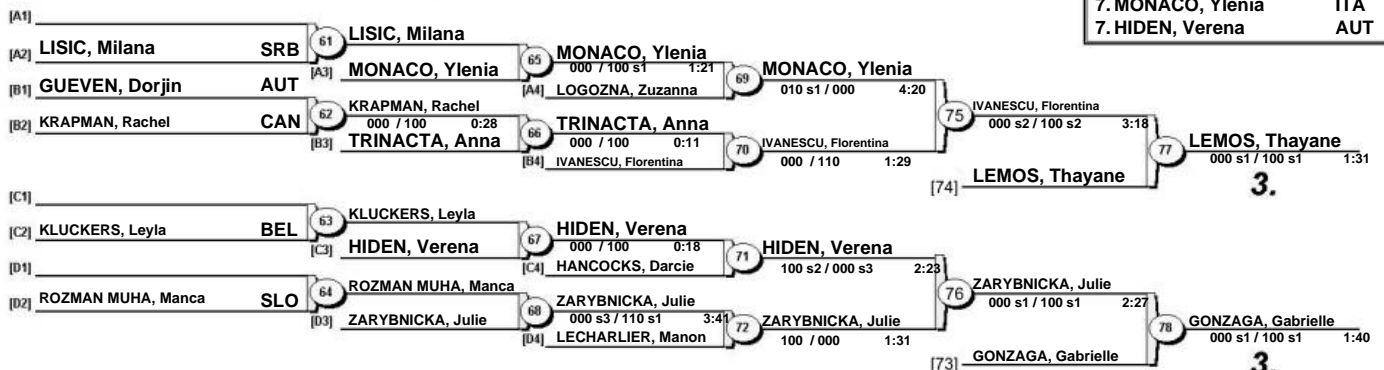 7. MONACO, Ylenia ITA
7. HIDEN, Verena AUT
[A1]
[A2] LISIC, Milana SRB
61 LISIC, Milana
[A3] MONACO, Ylenia
65 MONACO, Ylenia
000 / 100 s1 1:21
[A4] LOGOZNA, Zuzanna
69 MONACO, Ylenia
010 s1 / 000 4:20
[B1] GUEVEN, Dorjin AUT
[B2] KRAPMAN, Rachel CAN
62 KRAPMAN, Rachel
000 / 100 0:28
[B3] TRINACTA, Anna
66 TRINACTA, Anna
000 / 100 0:11
[B4] IVANESCU, Florentina
70 IVANESCU, Florentina
000 / 110 1:29
75 IVANESCU, Florentina
000 s2 / 100 s2 3:18
[74] LEMOS, Thayane
77 LEMOS, Thayane
000 s1 / 100 s1 1:31
3.
[C1]
[C2] KLUCKERS, Leyla BEL
63 KLUCKERS, Leyla
[C3] HIDEN, Verena
67 HIDEN, Verena
000 / 100 0:18
[C4] HANCOCKS, Darcie
71 HIDEN, Verena
100 s2 / 000 s3 2:23
[D1]
[D2] ROZMAN MUHA, Manca SLO
64 ROZMAN MUHA, Manca
[D3] ZARYBNICKA, Julie
68 ZARYBNICKA, Julie
000 s3 / 110 s1 3:41
[D4] LECHARLIER, Manon
72 ZARYBNICKA, Julie
100 / 000 1:31
76 ZARYBNICKA, Julie
000 s1 / 100 s1 2:27
[73] GONZAGA, Gabrielle
78 GONZAGA, Gabrielle
000 s1 / 100 s1 1:40
3.